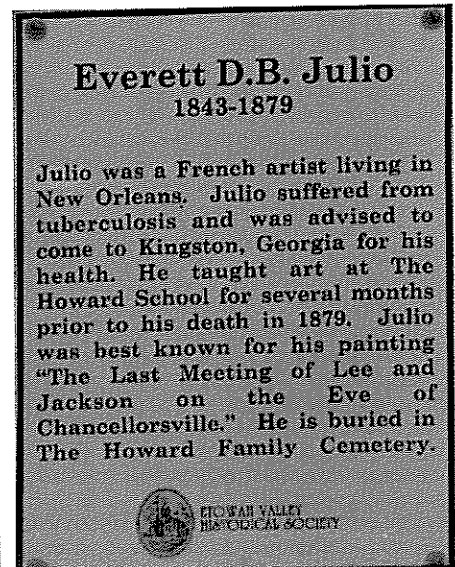 Everett D.B. Julio
1843-1879
Julio was a French artist living in
New Orleans. Julio suffered from
tuberculosis and was advised to
come to Kingston, Georgia for his
health. He taught art at The
Howard School for several months
prior to his death in 1879. Julio
was best known for his painting
"The Last Meeting of Lee and
Jackson on the Eve of
Chancellorsville." He is buried in
The Howard Family Cemetery.
ETOWAH VALLEY
HISTORICAL SOCIETY